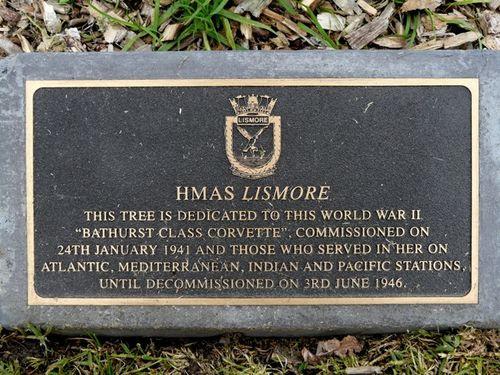 LISMORE
HMAS LISMORE
THIS TREE IS DEDICATED TO THIS WORLD WAR II
"BATHURST CLASS CORVETTE", COMMISSIONED ON
24TH JANUARY 1941 AND THOSE WHO SERVED IN HER ON
ATLANTIC, MEDITERRANEAN, INDIAN AND PACIFIC STATIONS,
UNTIL DECOMMISSIONED ON 3RD JUNE 1946.